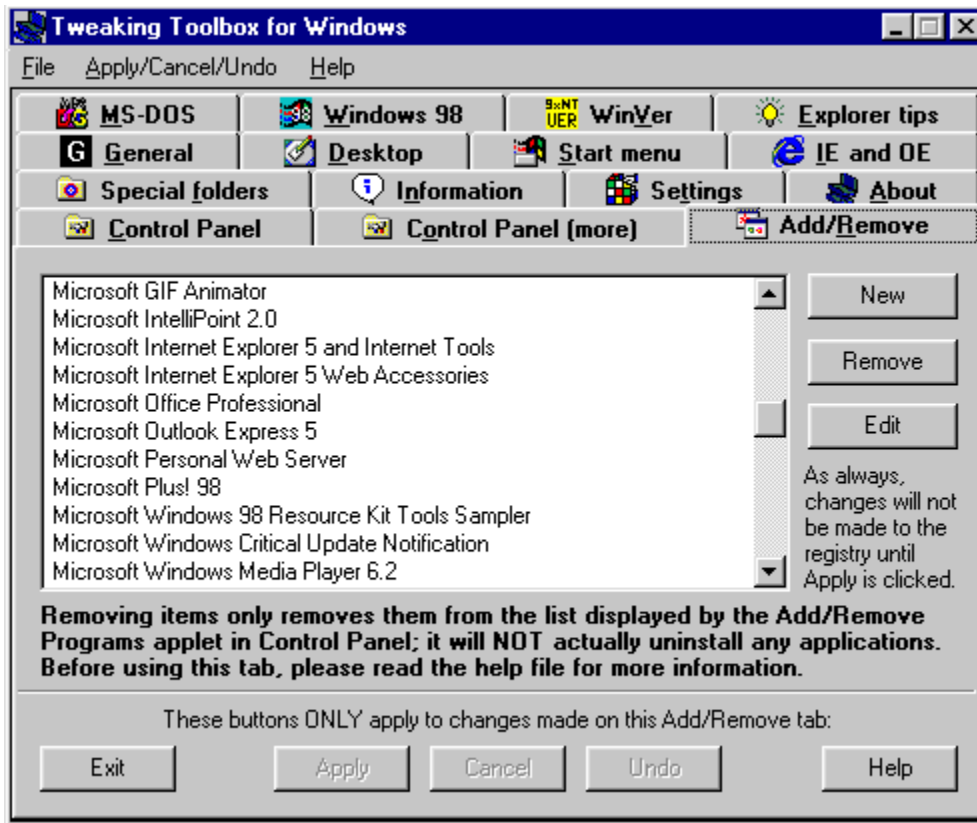 Tweaking Toolbox for Windows
File Apply/Cancel/Undo Help
MS-DOS Windows 98 9xNT VER WinVer Explorer tips
G General Desktop Start menu IE and OE
Special folders Information Settings About
Control Panel Control Panel (more) Add/Remove
Microsoft GIF Animator
Microsoft IntelliPoint 2.0
Microsoft Internet Explorer 5 and Internet Tools
Microsoft Internet Explorer 5 Web Accessories
Microsoft Office Professional
Microsoft Outlook Express 5
Microsoft Personal Web Server
Microsoft Plus! 98
Microsoft Windows 98 Resource Kit Tools Sampler
Microsoft Windows Critical Update Notification
Microsoft Windows Media Player 6.2
New
Remove
Edit
As always,
changes will not
be made to the
registry until
Apply is clicked.
Removing items only removes them from the list displayed by the Add/Remove
Programs applet in Control Panel; it will NOT actually uninstall any applications.
Before using this tab, please read the help file for more information.
These buttons ONLY apply to changes made on this Add/Remove tab:
Exit Apply Cancel Undo Help